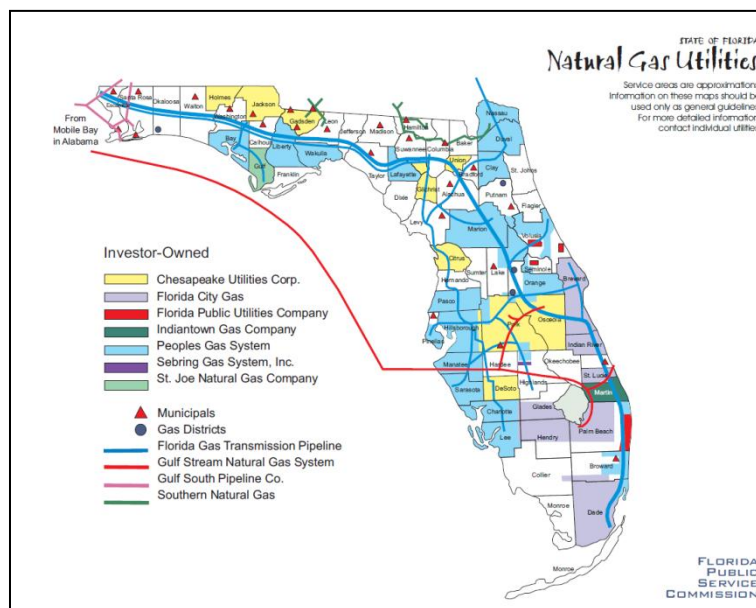 STATE OF FLORIDA
Natural Gas Utilities
Service areas are approximations
Information on these maps should be
used only as general guideline
For more detailed information
contact individual utilities
From
Mobile Bay
in Alabama
Santa Rosa
Okaloosa
Walton
Holmes
Washington
Jackson
Bay
Calhoun
Gulf
Gadsden
Liberty
Franklin
Leon
Wakulla
Jefferson
Madison
Taylor
Hamilton
Suwannee
Lafayette
Dixie
Columbia
Gilchrist
Levy
Baker
Union
Bradford
Alachua
Nassau
Duval
Clay
St. Johns
Putnam
Flagler
Marion
Volusia
Citrus
Sumter
Lake
Seminole
Hernando
Orange
Brevard
Pasco
Pinellas
Hillsborough
Polk
Osceola
Indian River
Manatee
Hardee
Okeechobee
St. Lucie
Sarasota
DeSoto
Highlands
Martin
Charlotte
Glades
Lee
Hendry
Palm Beach
Collier
Broward
Monroe
Dade
Monroe
Investor-Owned
Chesapeake Utilities Corp.
Florida City Gas
Florida Public Utilities Company
Indiantown Gas Company
Peoples Gas System
Sebring Gas System, Inc.
St. Joe Natural Gas Company
Municipals
Gas Districts
Florida Gas Transmission Pipeline
Gulf Stream Natural Gas System
Gulf South Pipeline Co.
Southern Natural Gas
FLORIDA
PUBLIC
SERVICE
COMMISSION